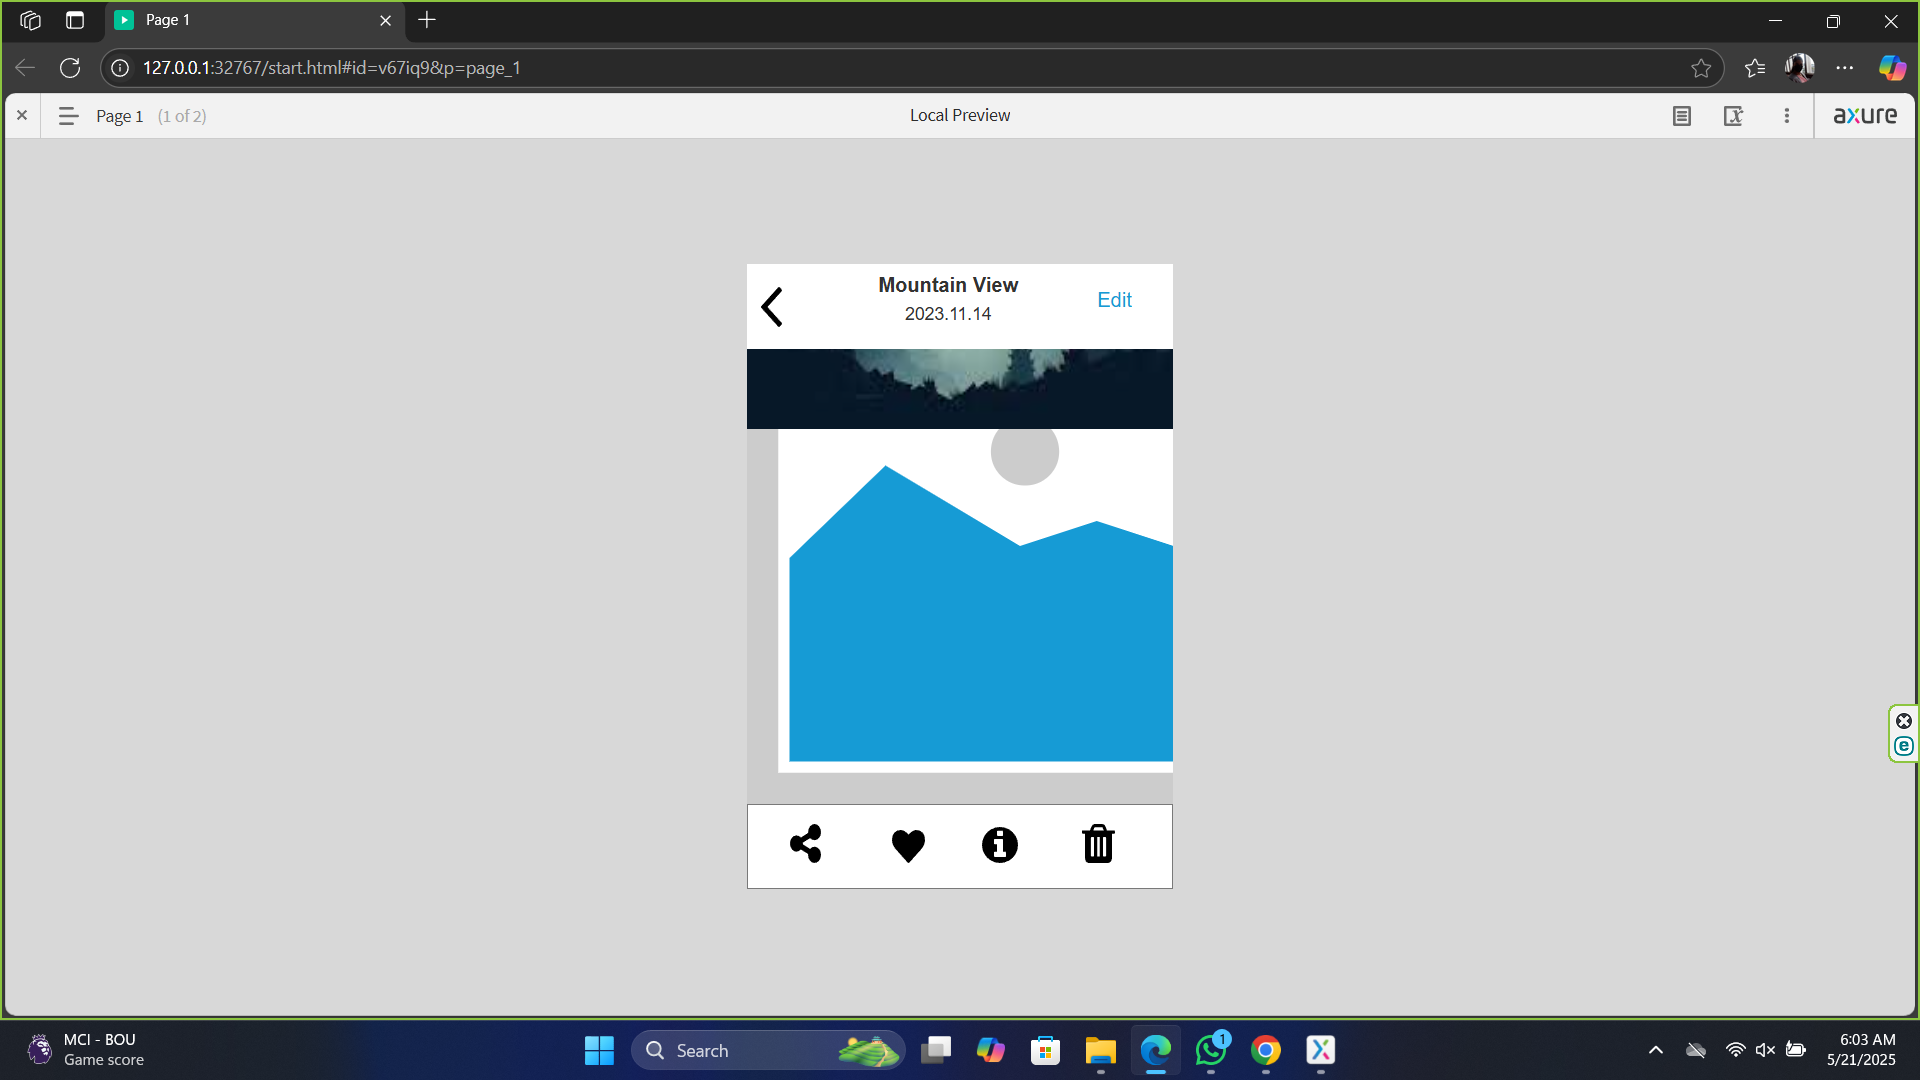 Page 1
127.0.0.1:32767/start.html#id=v67iq9&p=page_1
Page 1 (1 of 2)
Local Preview
axure
Mountain View
2023.11.14
Edit
MCI - BOU
Game score
Search
1
6:03 AM
5/21/2025